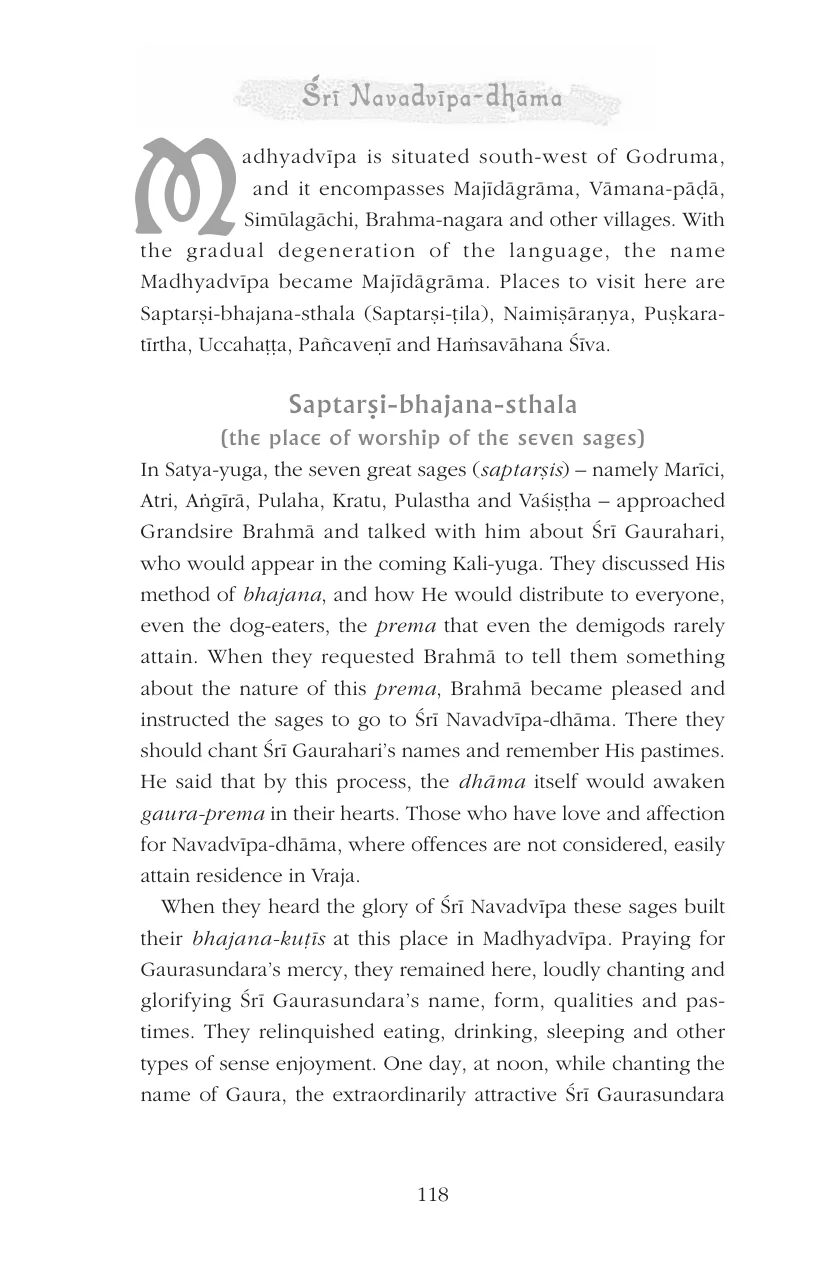 Śrī Navadvīpa-dhāma
Madhyadvīpa is situated south-west of Godruma,
and it encompasses Majīdāgrāma, Vāmana-pāḍā,
Simūlagāchi, Brahma-nagara and other villages. With
the gradual degeneration of the language, the name
Madhyadvīpa became Majīdāgrāma. Places to visit here are
Saptarṣi-bhajana-sthala (Saptarṣi-ṭila), Naimiṣāraṇya, Puṣkara-
tīrtha, Uccahaṭṭa, Pañcaveṇī and Haṁsavāhana Śīva.
Saptarṣi-bhajana-sthala
(the place of worship of the seven sages)
In Satya-yuga, the seven great sages (saptarṣis) – namely Marīci,
Atri, Aṅgīrā, Pulaha, Kratu, Pulastha and Vaśiṣṭha – approached
Grandsire Brahmā and talked with him about Śrī Gaurahari,
who would appear in the coming Kali-yuga. They discussed His
method of bhajana, and how He would distribute to everyone,
even the dog-eaters, the prema that even the demigods rarely
attain. When they requested Brahmā to tell them something
about the nature of this prema, Brahmā became pleased and
instructed the sages to go to Śrī Navadvīpa-dhāma. There they
should chant Śrī Gaurahari’s names and remember His pastimes.
He said that by this process, the dhāma itself would awaken
gaura-prema in their hearts. Those who have love and affection
for Navadvīpa-dhāma, where offences are not considered, easily
attain residence in Vraja.
When they heard the glory of Śrī Navadvīpa these sages built
their bhajana-kuṭīs at this place in Madhyadvīpa. Praying for
Gaurasundara’s mercy, they remained here, loudly chanting and
glorifying Śrī Gaurasundara’s name, form, qualities and pas-
times. They relinquished eating, drinking, sleeping and other
types of sense enjoyment. One day, at noon, while chanting the
name of Gaura, the extraordinarily attractive Śrī Gaurasundara
118